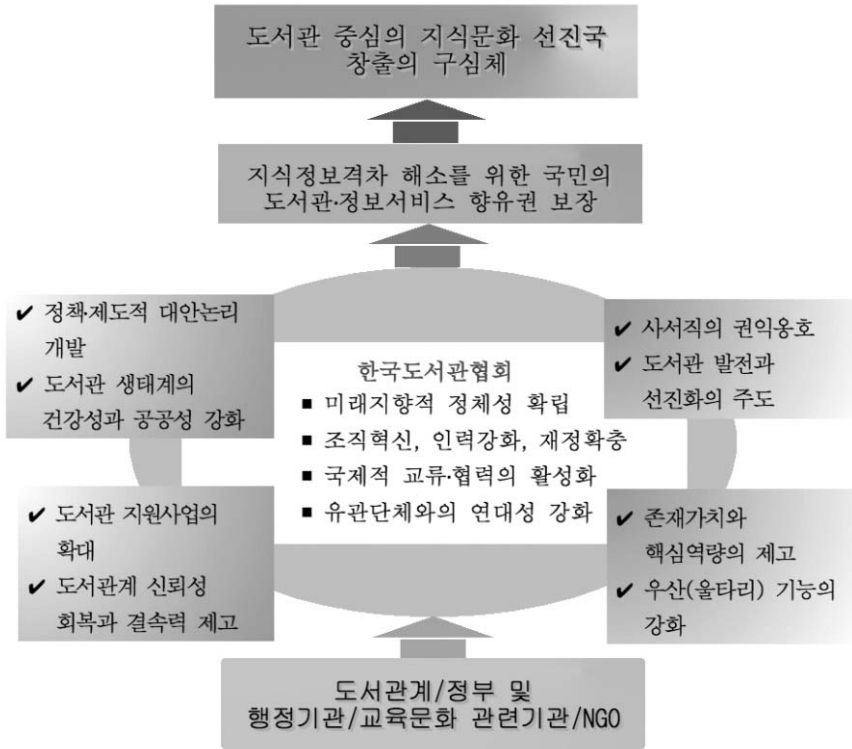 도서관 중심의 지식문화 선진국
창출의 구심체
지식정보격차 해소를 위한 국민의
도서관·정보서비스 향유권 보장
✔ 정책·제도적 대안논리
개발
✔ 도서관 생태계의
건강성과 공공성 강화
✔ 사서직의 권익옹호
✔ 도서관 발전과
선진화의 주도
한국도서관협회
■ 미래지향적 정체성 확립
■ 조직혁신, 인력강화, 재정확충
■ 국제적 교류·협력의 활성화
■ 유관단체와의 연대성 강화
✔ 도서관 지원사업의
확대
✔ 도서관계 신뢰성
회복과 결속력 제고
✔ 존재가치와
핵심역량의 제고
✔ 우산(울타리) 기능의
강화
도서관계/정부 및
행정기관/교육문화 관련기관/NGO